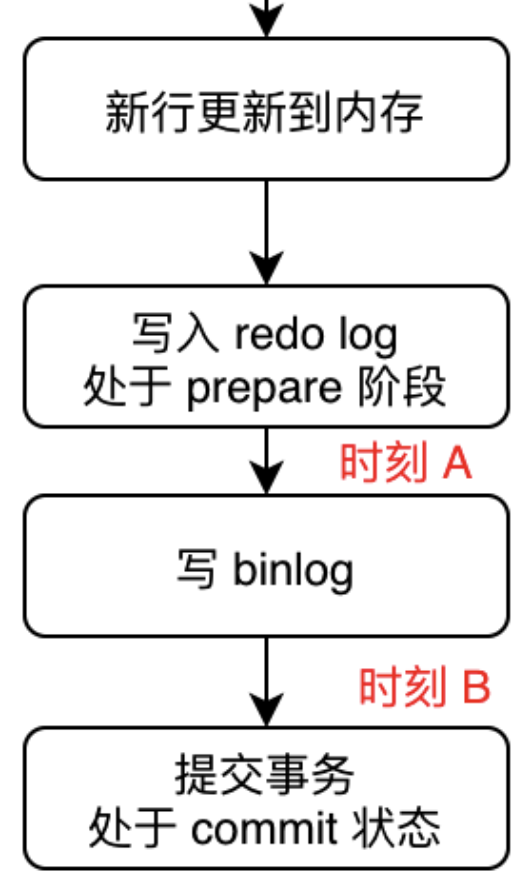 新行更新到内存
写入 redo log
处于 prepare 阶段
时刻 A
写 binlog
时刻 B
提交事务
处于 commit 状态